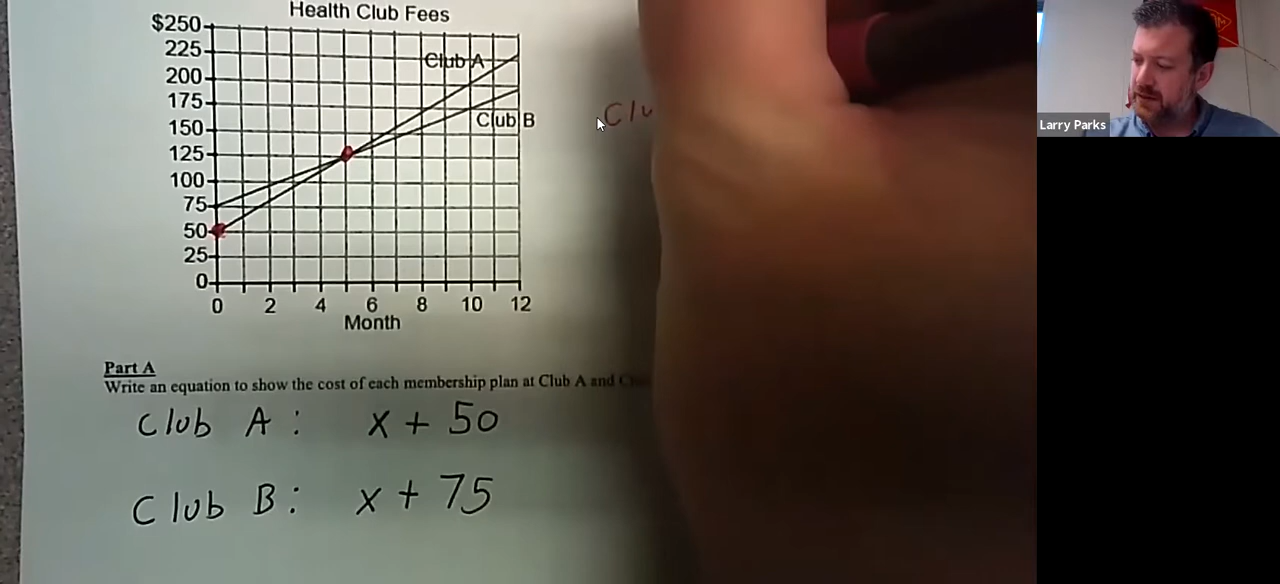 Health Club Fees
$250
225
Club A
200
175
Club B
150
125
100
75
50
25
0
0 2 4 6 8 10 12
Month
Part A
Write an equation to show the cost of each membership plan at Club A and
Club A: x + 50
Club B: x + 75
Larry Parks